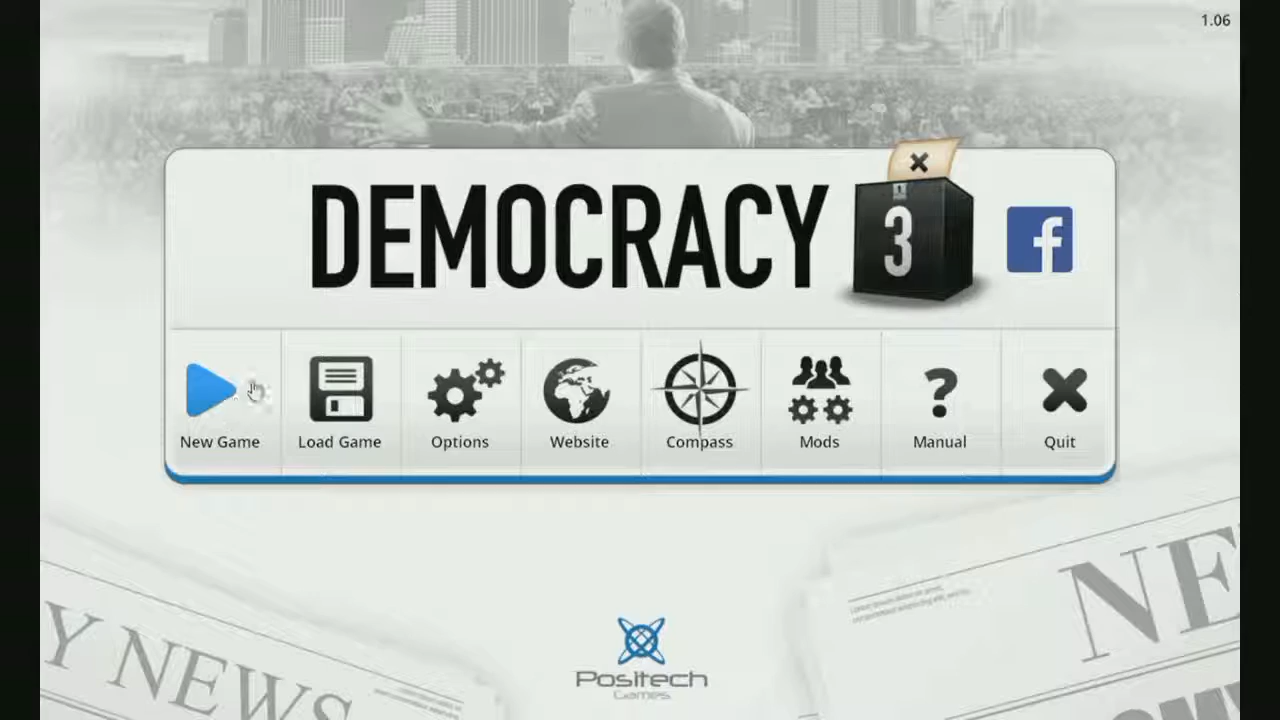 1.06
DEMOCRACY 3
New Game
Load Game
Options
Website
Compass
Mods
Manual
Quit
Y NEWS
NE
Positech
Games